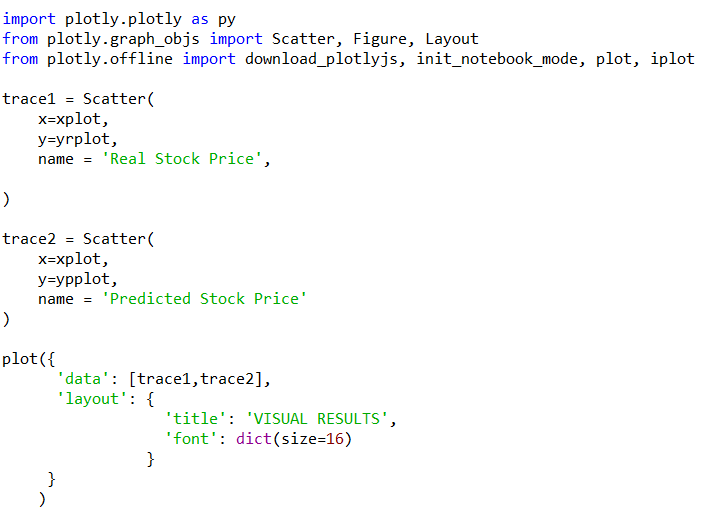 import plotly.plotly as py
from plotly.graph_objs import Scatter, Figure, Layout
from plotly.offline import download_plotlyjs, init_notebook_mode, plot, iplot

trace1 = Scatter(
    x=xplot,
    y=yrplot,
    name = 'Real Stock Price',

)

trace2 = Scatter(
    x=xplot,
    y=ypplot,
    name = 'Predicted Stock Price'
)

plot({
      'data': [trace1,trace2],
      'layout': {
                  'title': 'VISUAL RESULTS',
                  'font': dict(size=16)
                }
     }
    )